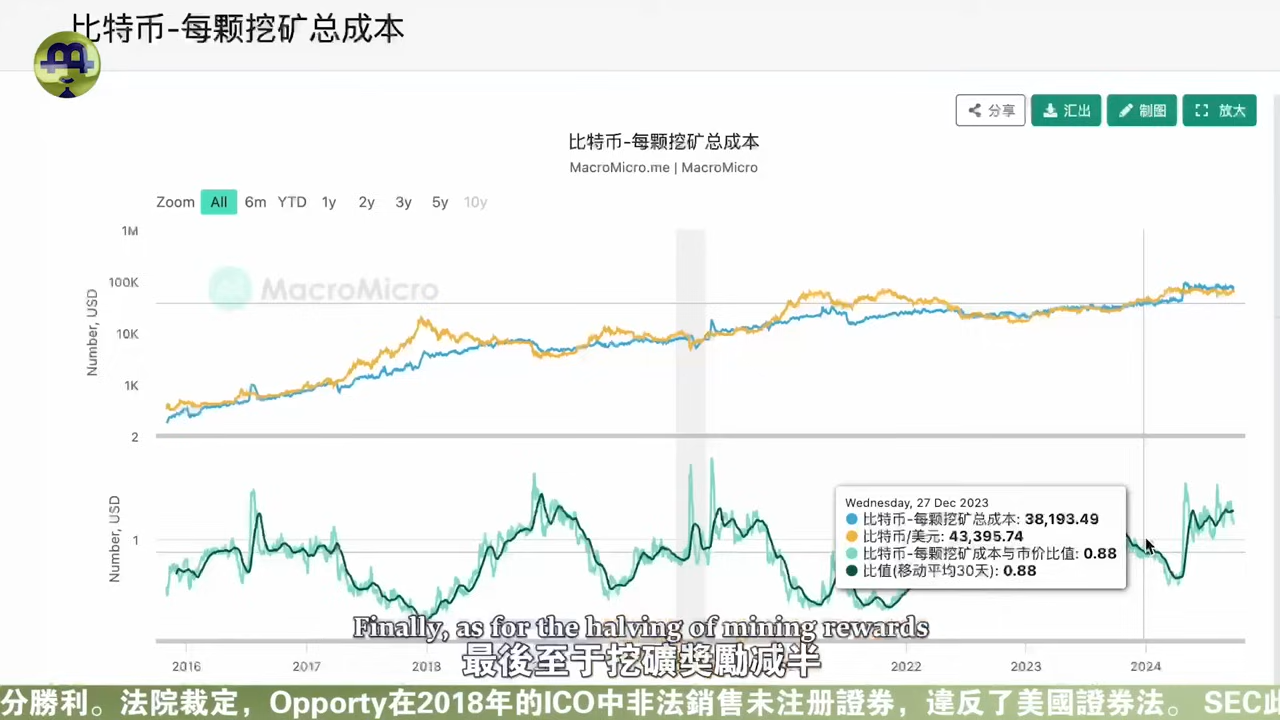 比特币-每颗挖矿总成本
分享
汇出
制图
放大
比特币-每颗挖矿总成本
MacroMicro.me | MacroMicro
Zoom All 6m YTD 1y 2y 3y 5y 10y
1M
100K
10K
1K
2
1
Number, USD
Number, USD
MacroMicro
Wednesday, 27 Dec 2023
比特币-每颗挖矿总成本: 38,193.49
比特币/美元: 43,395.74
比特币-每颗挖矿成本与市价比值: 0.88
比值(移动平均30天): 0.88
Finally, as for the halving of mining rewards
最後至于挖礦獎勵减半
2016 2017 2018 2022 2023 2024
分勝利。法院裁定，Opporty在2018年的ICO中非法銷售未注册證券，違反了美國證券法。 SEC此